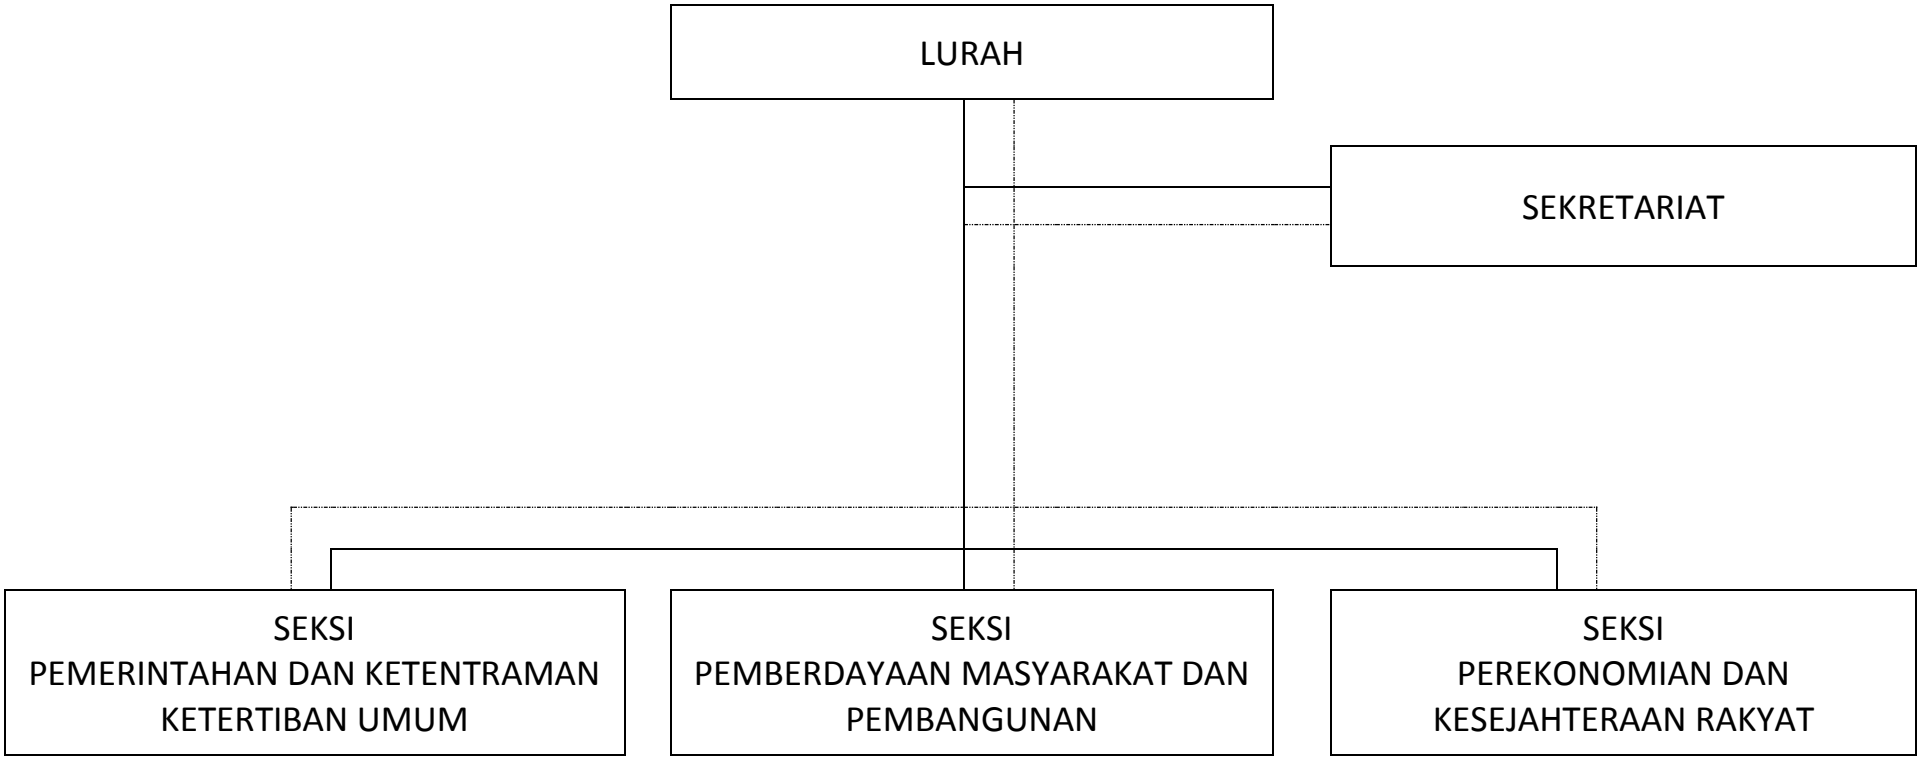 LURAH
SEKRETARIAT
SEKSI
PEMERINTAHAN DAN KETENTRAMAN
KETERTIBAN UMUM
SEKSI
PEMBERDAYAAN MASYARAKAT DAN
PEMBANGUNAN
SEKSI
PEREKONOMIAN DAN
KESEJAHTERAAN RAKYAT